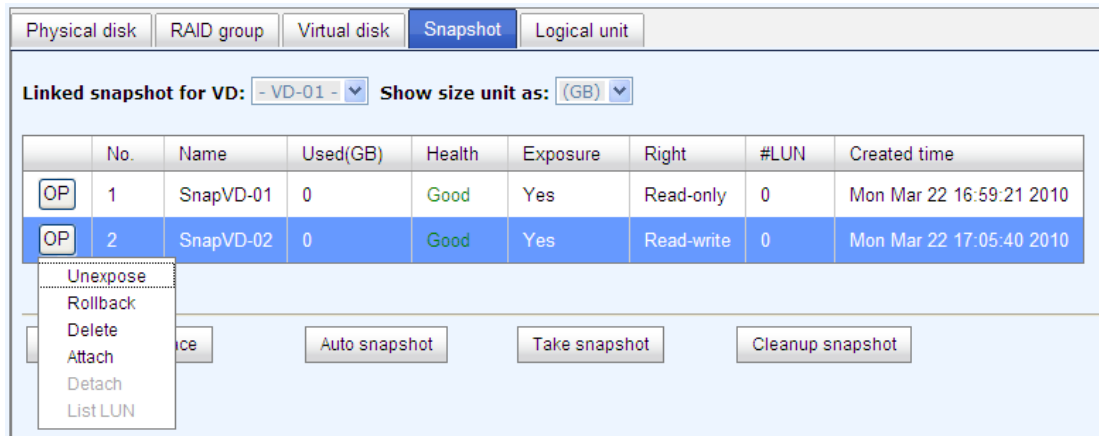 Physical disk RAID group Virtual disk Snapshot Logical unit
Linked snapshot for VD: - VD-01 - Show size unit as: (GB)
No. Name Used(GB) Health Exposure Right #LUN Created time
OP 1 SnapVD-01 0 Good Yes Read-only 0 Mon Mar 22 16:59:21 2010
OP 2 SnapVD-02 0 Good Yes Read-write 0 Mon Mar 22 17:05:40 2010
Unexpose
Rollback
Delete
Attach
Detach
List LUN
Auto snapshot Take snapshot Cleanup snapshot